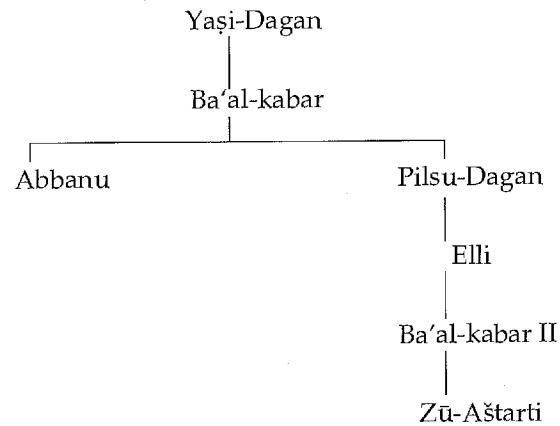 Yaṣi-Dagan
Ba‘al-kabar
Abbanu Pilsu-Dagan
Elli
Ba‘al-kabar II
Zū-Aštarti